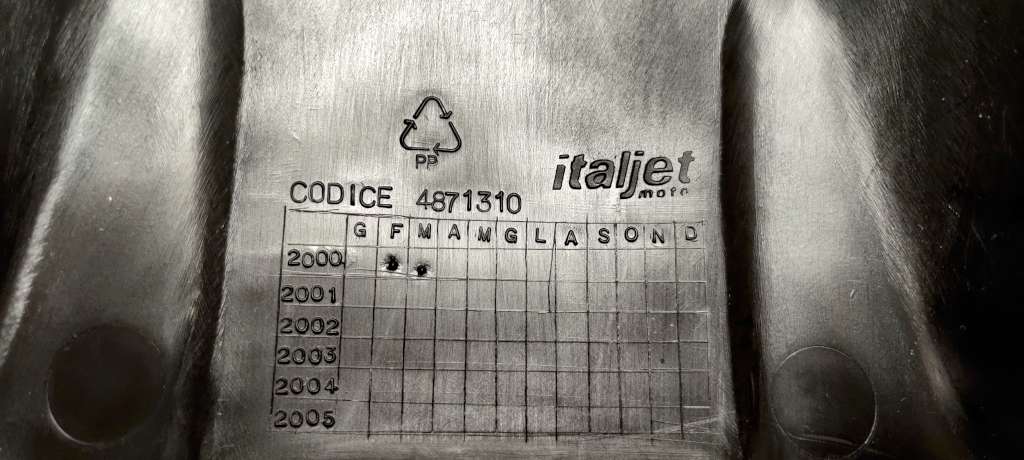 PP
italjet
moto
CODICE 4871310
G F M A M G L A S O N D
2000
2001
2002
2003
2004
2005